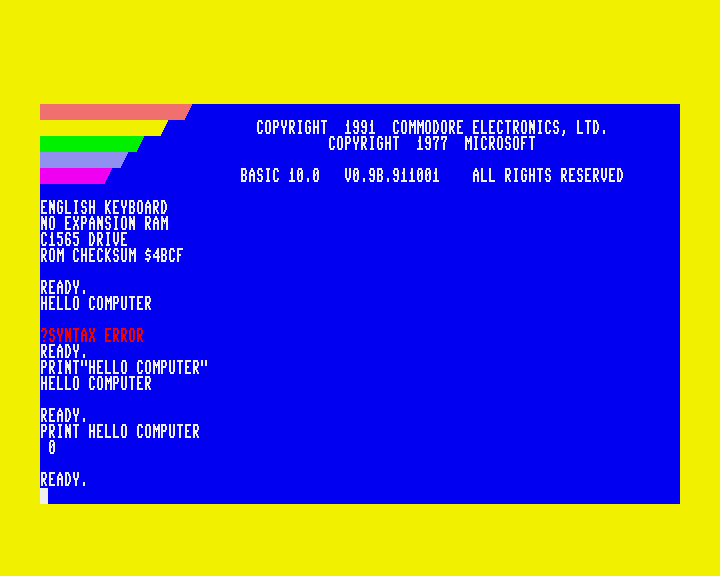 COPYRIGHT  1991  COMMODORE ELECTRONICS, LTD.
COPYRIGHT  1977  MICROSOFT
BASIC 10.0   V0.9B.911001    ALL RIGHTS RESERVED
ENGLISH KEYBOARD
NO EXPANSION RAM
C1565 DRIVE
ROM CHECKSUM $4BCF
READY.
HELLO COMPUTER
?SYNTAX ERROR
READY.
PRINT"HELLO COMPUTER"
HELLO COMPUTER
READY.
PRINT HELLO COMPUTER
0
READY.